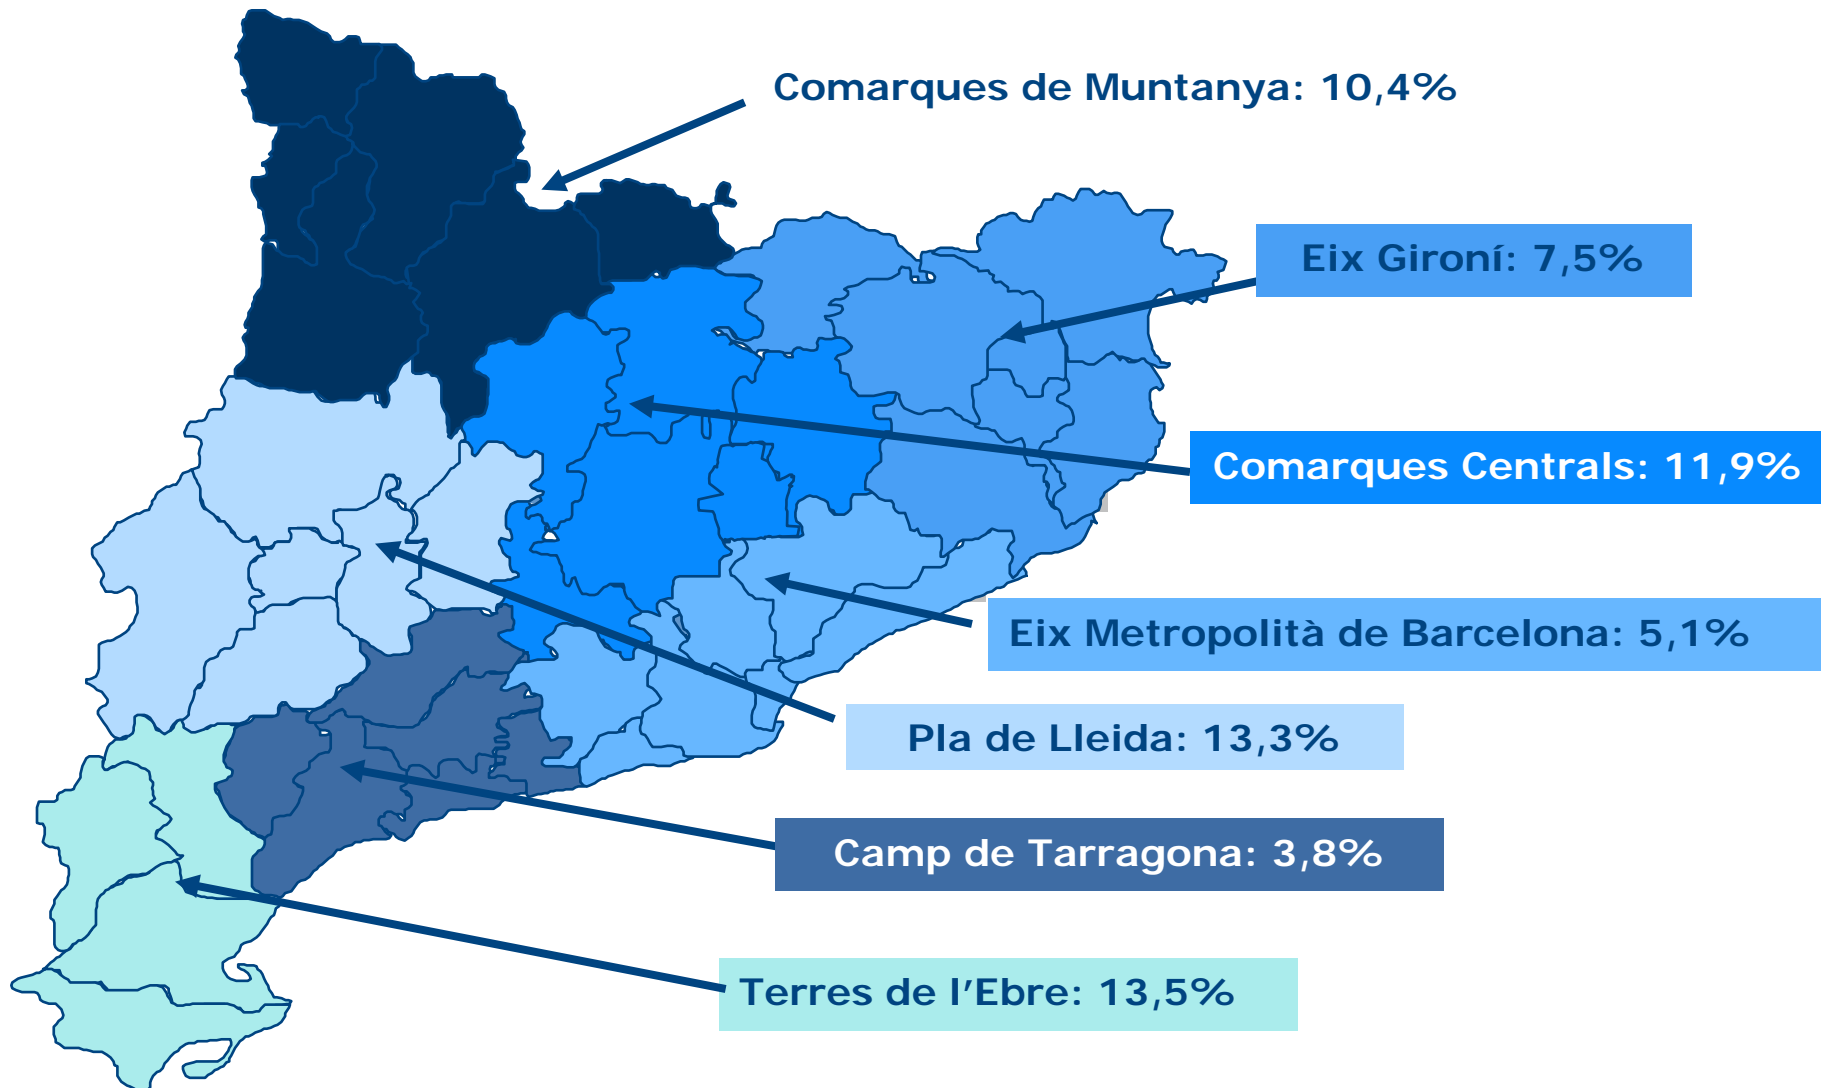 Comarques de Muntanya: 10,4%
Eix Gironí: 7,5%
Comarques Centrals: 11,9%
Eix Metropolità de Barcelona: 5,1%
Pla de Lleida: 13,3%
Camp de Tarragona: 3,8%
Terres de l’Ebre: 13,5%